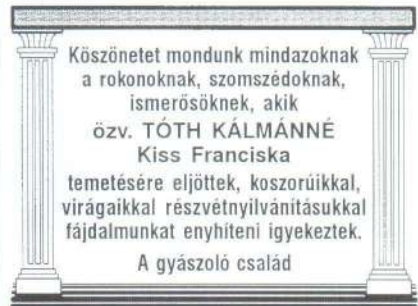 Köszönetet mondunk mindazoknak
a rokonoknak, szomszédoknak,
ismerősöknek, akik
özv. TÓTH KÁLMÁNNÉ
Kiss Franciska
temetésére eljöttek, koszorúikkal,
virágaikkal részvétnyilvánításukkal
fájdalmunkat enyhíteni igyekeztek.
A gyászoló család